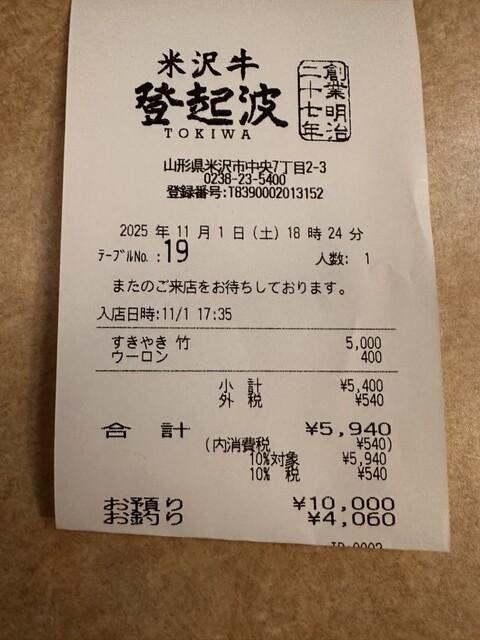 米沢牛
登起波
TOKIWA
創業明治
二十七年
山形県米沢市中央7丁目2-3
0238-23-5400
登録番号:T8390002013152
2025 年 11 月 1 日 (土) 18 時 24 分
ﾃｰﾌﾞﾙNo. :19 人数: 1
またのご来店をお待ちしております。
入店日時:11/1 17:35
すきやき 竹 5,000
ウーロン 400
小 計 ¥5,400
外 税 ¥540
合 計 ¥5,940
(内消費税 ¥540)
10%対象 ¥5,940
10% 税 ¥540
お預り ¥10,000
お釣り ¥4,060